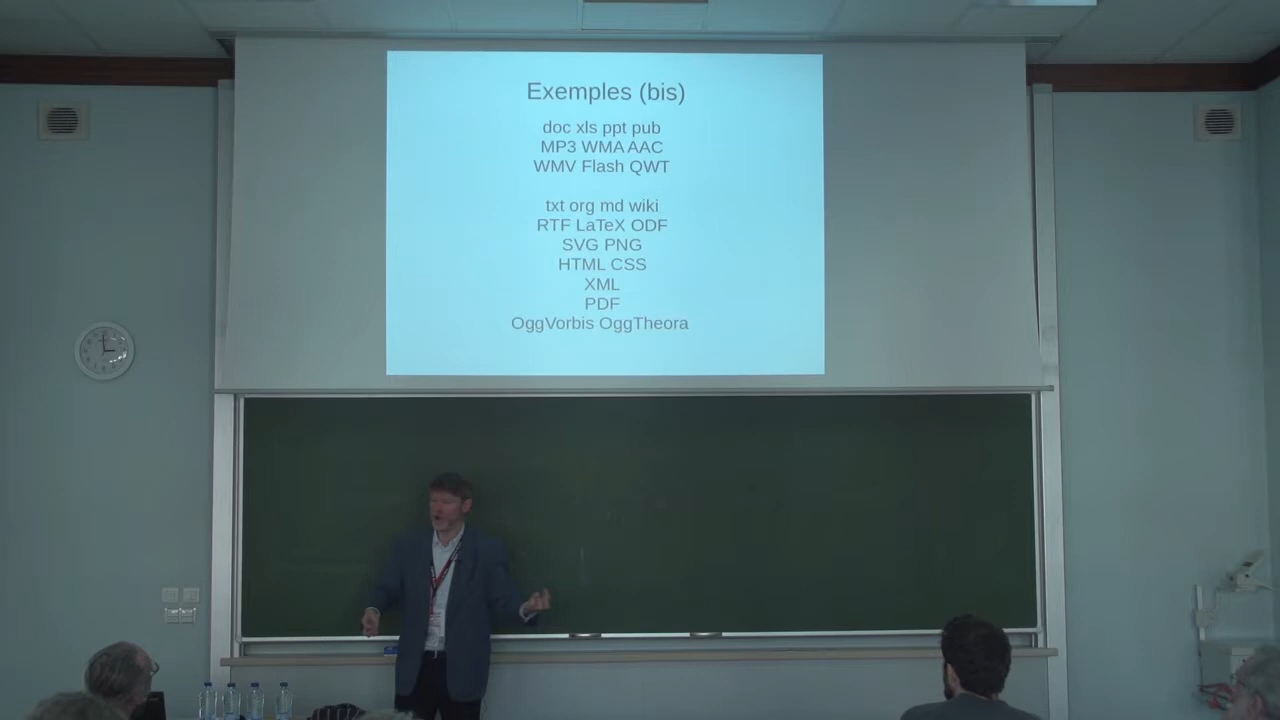 Exemples (bis)
doc xls ppt pub
MP3 WMA AAC
WMV Flash QWT
txt org md wiki
RTF LaTeX ODF
SVG PNG
HTML CSS
XML
PDF
OggVorbis OggTheora